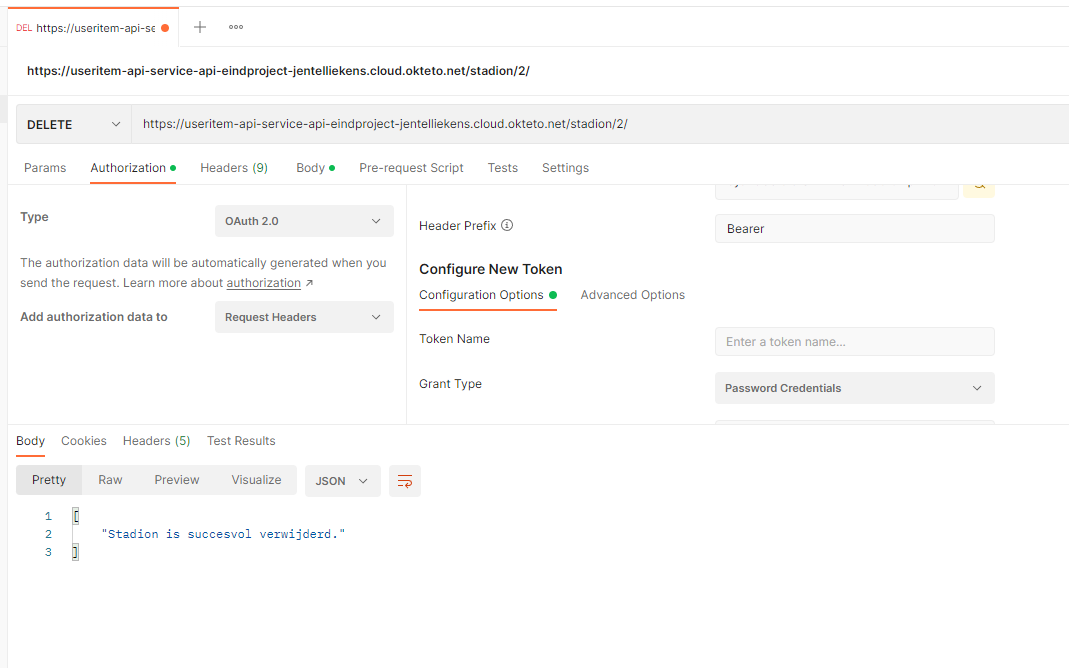 DEL https://useritem-api-se
https://useritem-api-service-api-eindproject-jentelliekens.cloud.okteto.net/stadion/2/
DELETE https://useritem-api-service-api-eindproject-jentelliekens.cloud.okteto.net/stadion/2/
Params Authorization Headers (9) Body Pre-request Script Tests Settings
Type OAuth 2.0
The authorization data will be automatically generated when you
send the request. Learn more about authorization ↗
Add authorization data to Request Headers
Header Prefix Bearer
Configure New Token
Configuration Options Advanced Options
Token Name Enter a token name...
Grant Type Password Credentials
Body Cookies Headers (5) Test Results
Pretty Raw Preview Visualize JSON
1 [
2 "Stadion is succesvol verwijderd."
3 ]